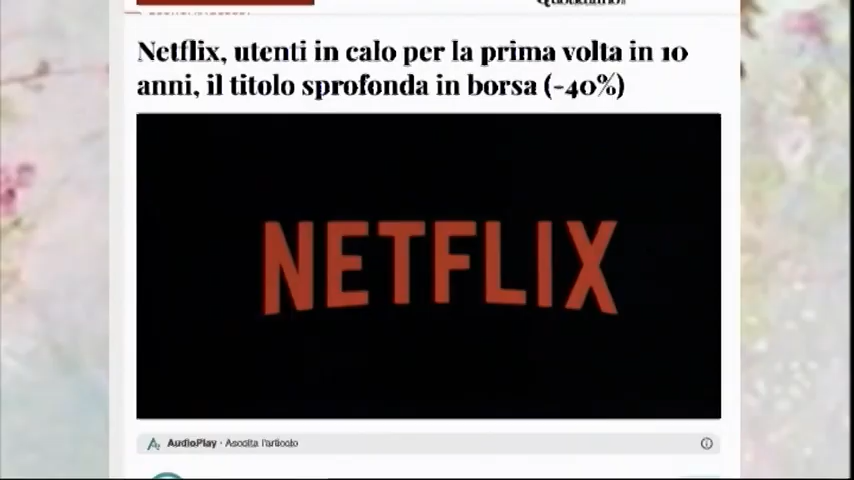 Netflix, utenti in calo per la prima volta in 10
anni, il titolo sprofonda in borsa (-40%)
NETFLIX
AudioPlay · Ascolta l'articolo